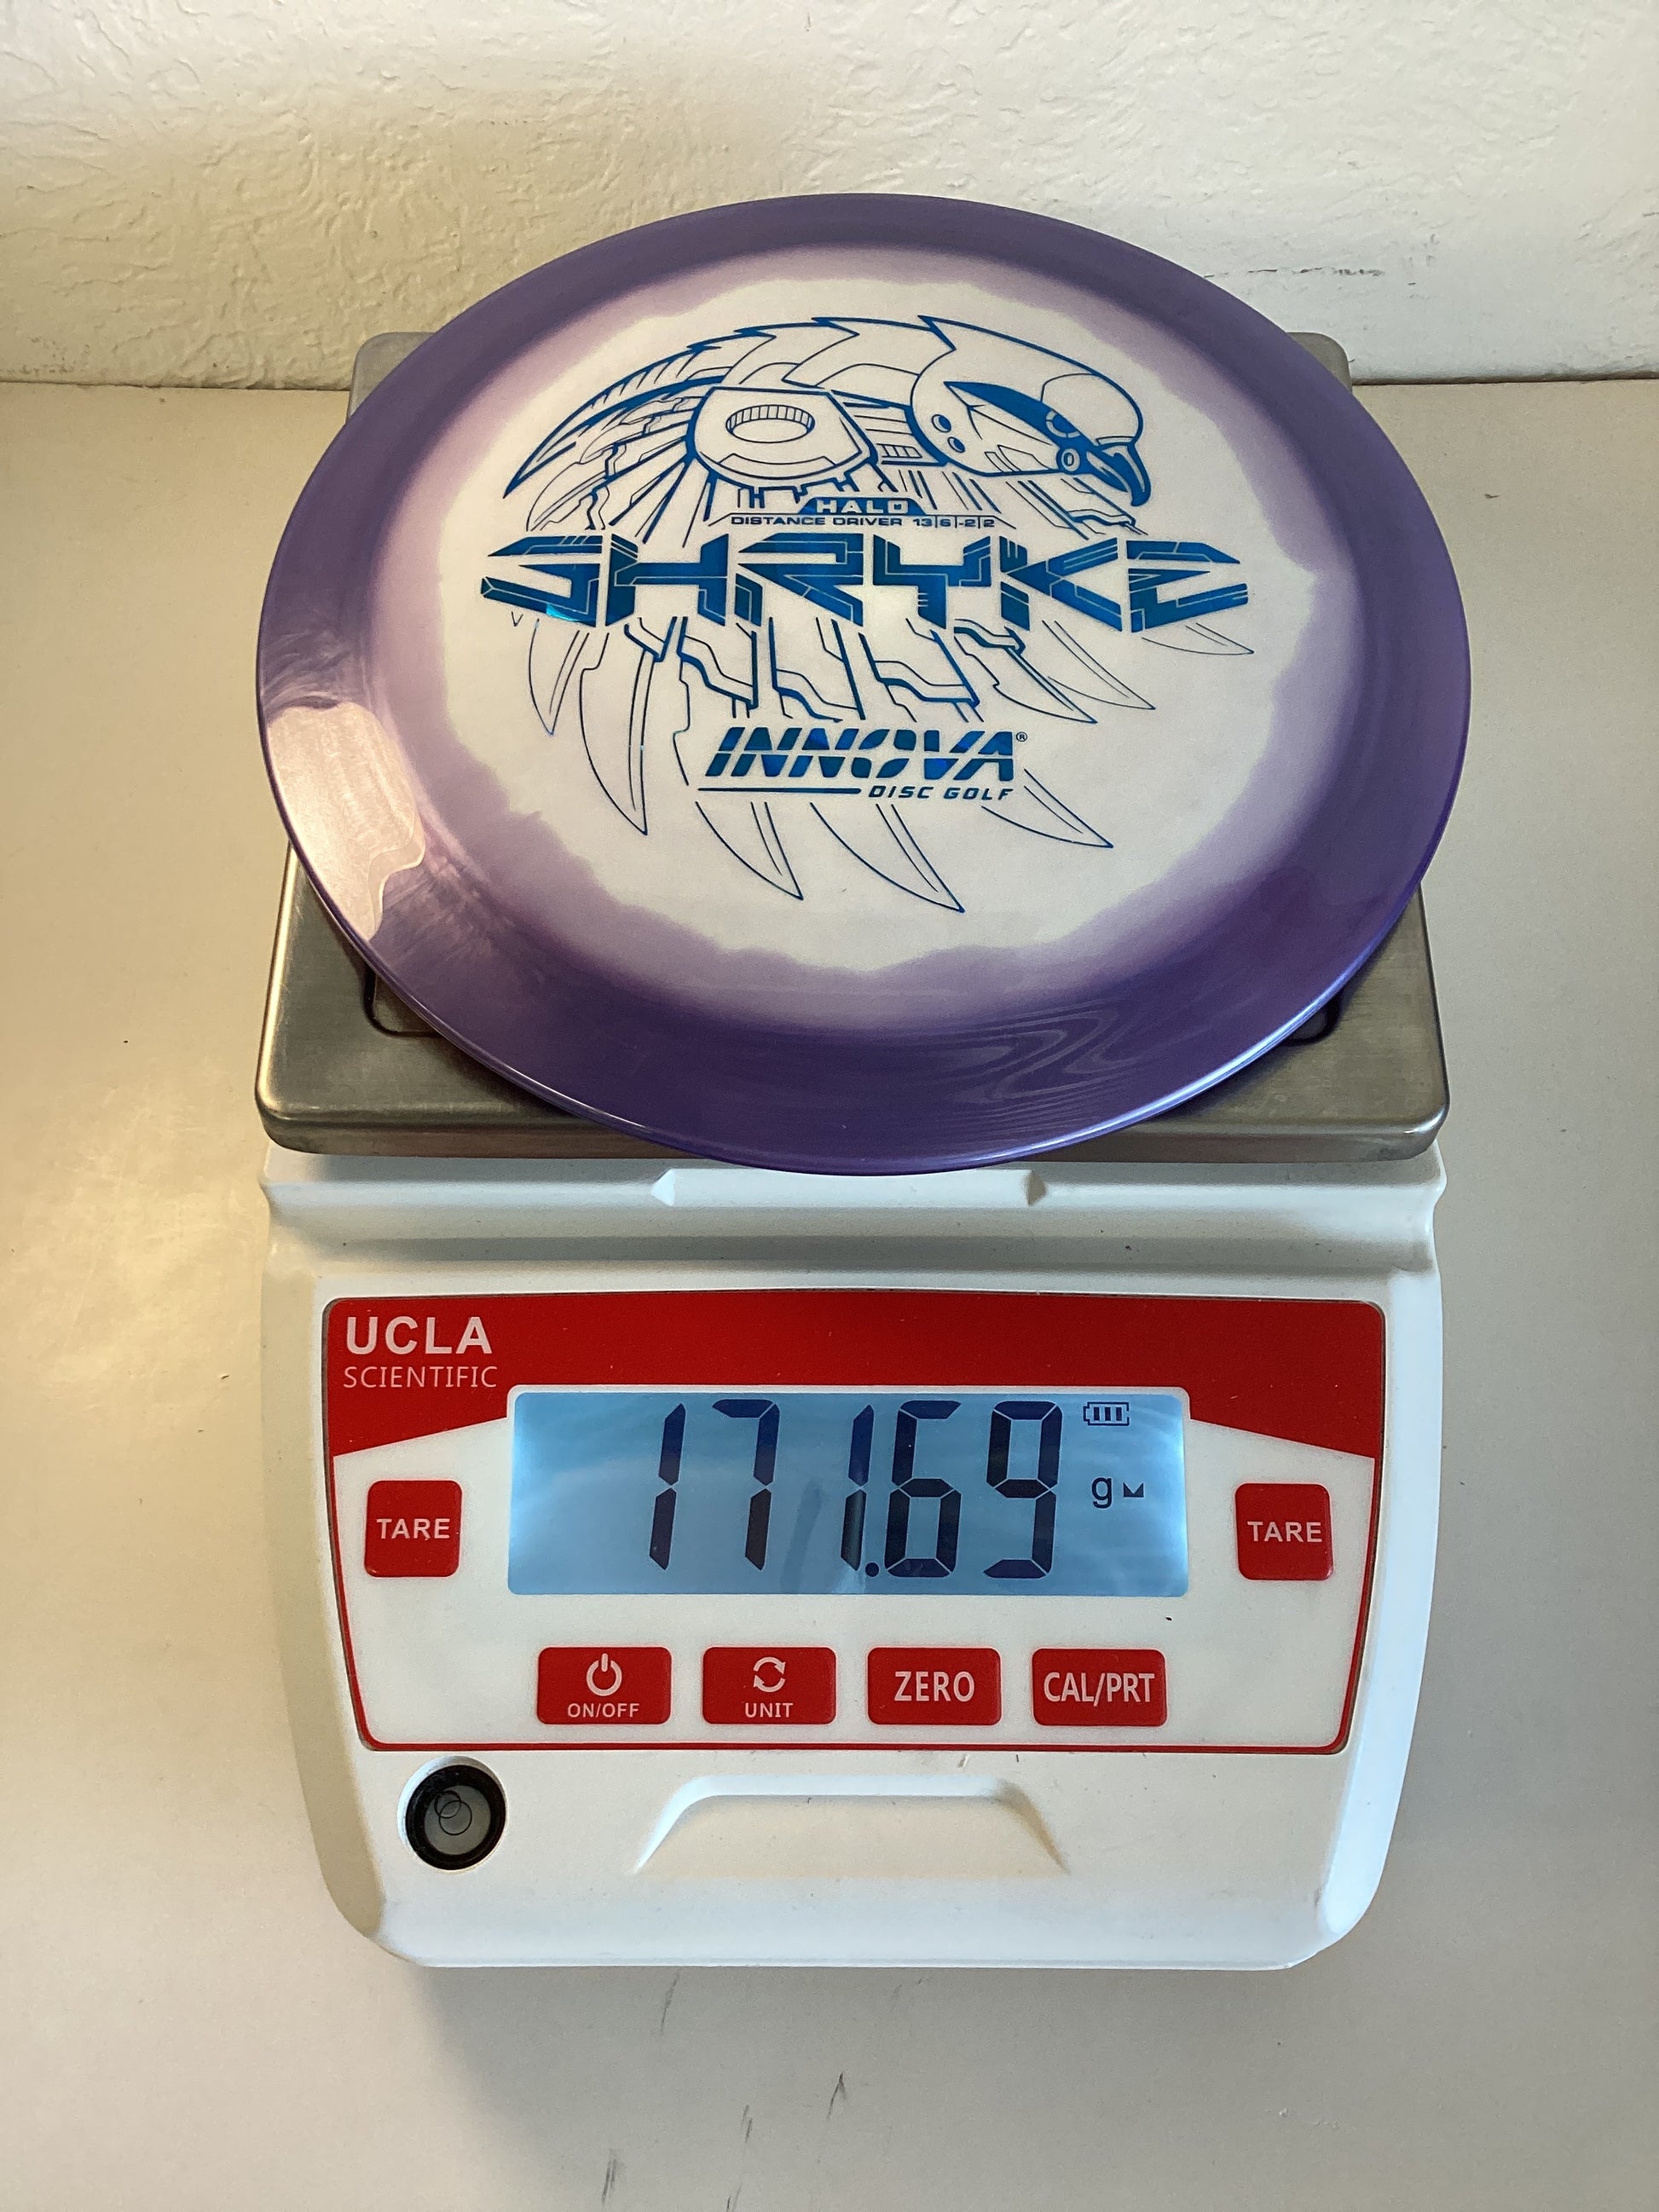 HALO
DISTANCE DRIVER 13|6|-2|2
SHRYKE
INNOVA®
DISC GOLF
UCLA
SCIENTIFIC
171.69 g
TARE
TARE
ON/OFF
UNIT
ZERO
CAL/PRT